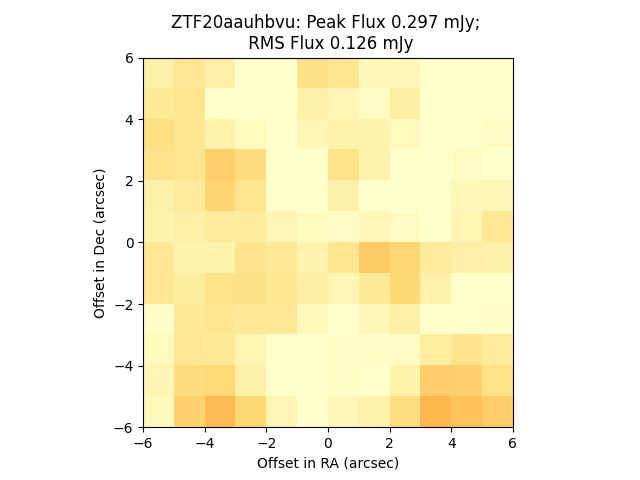 ZTF20aauhbvu: Peak Flux 0.297 mJy;
RMS Flux 0.126 mJy
6
4
2
0
−2
−4
−6
Offset in Dec (arcsec)
−6 −4 −2 0 2 4 6
Offset in RA (arcsec)